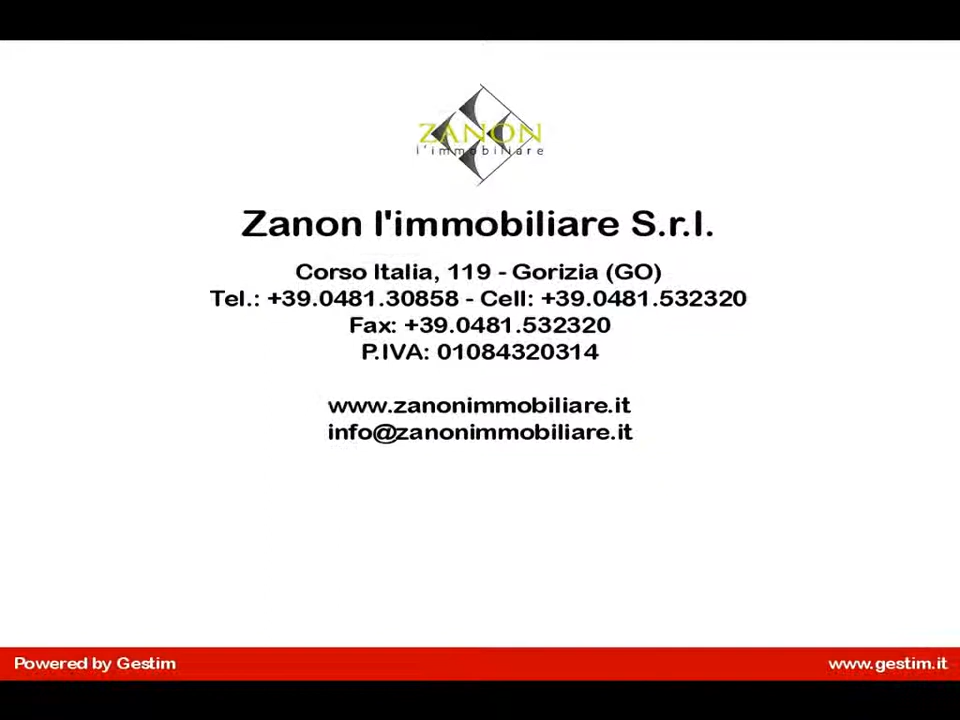 ZANON
l'immobiliare
Zanon l'immobiliare S.r.l.
Corso Italia, 119 - Gorizia (GO)
Tel.: +39.0481.30858 - Cell: +39.0481.532320
Fax: +39.0481.532320
P.IVA: 01084320314
www.zanonimmobiliare.it
info@zanonimmobiliare.it
Powered by Gestim
www.gestim.it